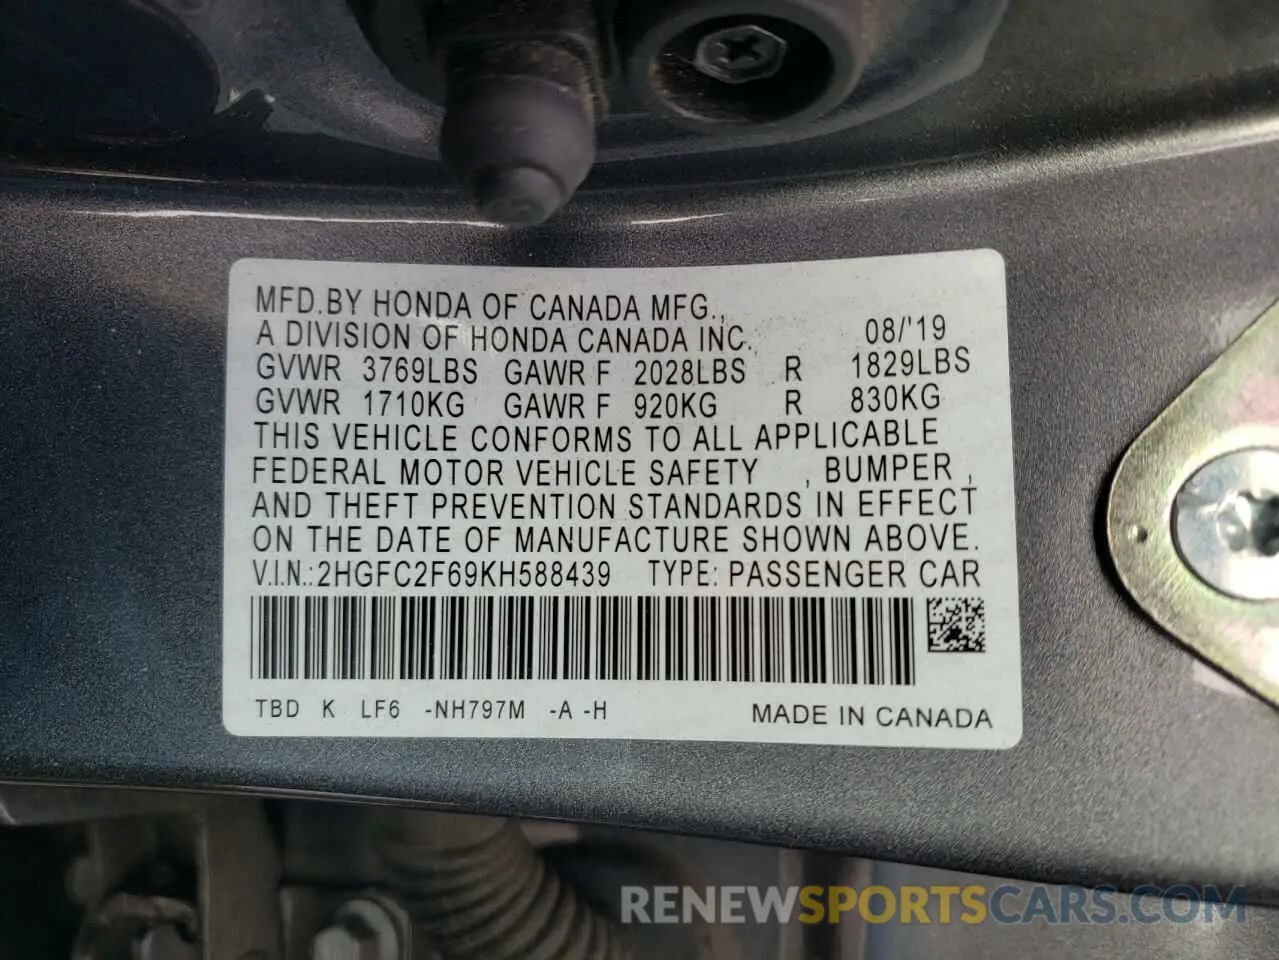 MFD.BY HONDA OF CANADA MFG.,
A DIVISION OF HONDA CANADA INC. 08/'19
GVWR 3769LBS GAWR F 2028LBS R 1829LBS
GVWR 1710KG GAWR F 920KG R 830KG
THIS VEHICLE CONFORMS TO ALL APPLICABLE
FEDERAL MOTOR VEHICLE SAFETY , BUMPER ,
AND THEFT PREVENTION STANDARDS IN EFFECT
ON THE DATE OF MANUFACTURE SHOWN ABOVE.
V.I.N.:2HGFC2F69KH588439 TYPE: PASSENGER CAR
TBD K LF6 -NH797M -A -H MADE IN CANADA
RENEWSPORTSCARS.COM